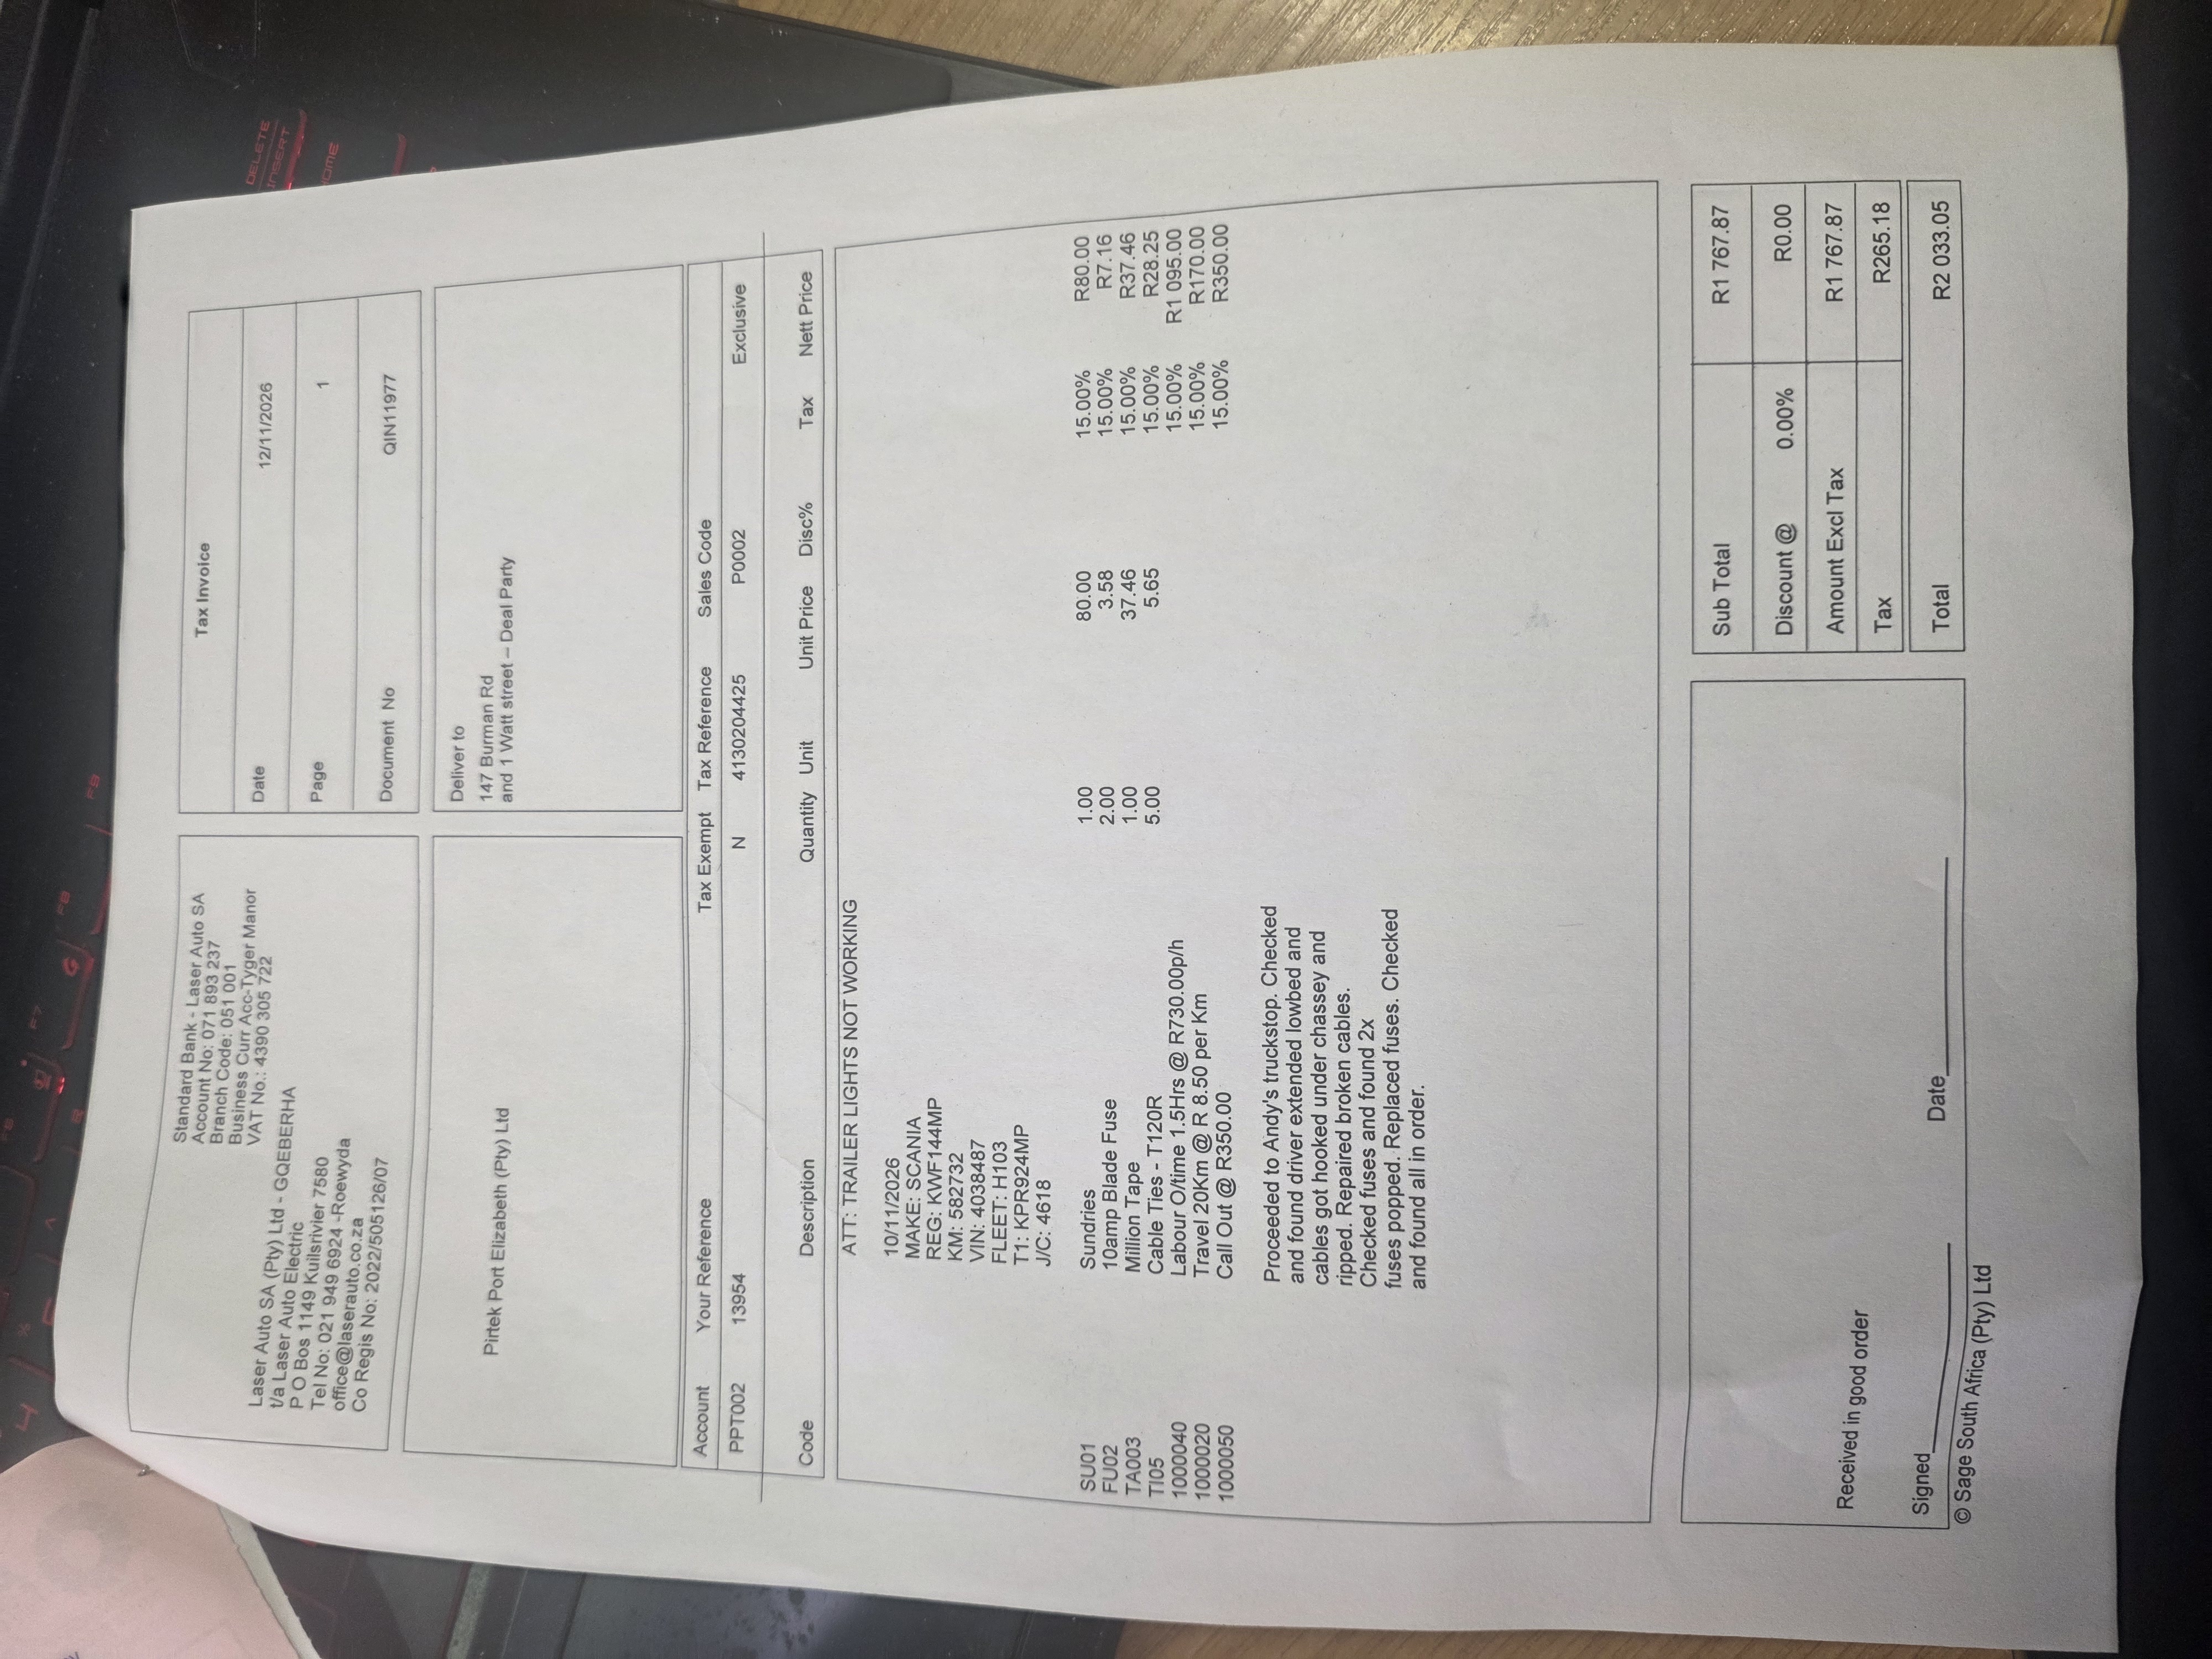 Standard Bank - Laser Auto SA
Account No: 071 893 237
Branch Code: 051 001
Business Curr Acc-Tyger Manor
VAT No.: 4390 305 722
Laser Auto SA (Pty) Ltd - GQEBERHA
t/a Laser Auto Electric
P O Bos 1149 Kuilsrivier 7580
Tel No: 021 949 6924 -Roewyda
office@laserauto.co.za
Co Regis No: 2022/505126/07
Tax Invoice
Date 12/11/2026
Page 1
Document No QIN11977
Pirtek Port Elizabeth (Pty) Ltd
Deliver to
147 Burman Rd
and 1 Watt street – Deal Party
Account Your Reference Tax Exempt Tax Reference Sales Code
PPT002 13954 N 4130204425 P0002 Exclusive
Code Description Quantity Unit Unit Price Disc% Tax Nett Price
ATT: TRAILER LIGHTS NOT WORKING
10/11/2026
MAKE: SCANIA
REG: KWF144MP
KM: 582732
VIN: 4038487
FLEET: H103
T1: KPR924MP
J/C: 4618
SU01 Sundries 1.00 80.00 15.00% R80.00
FU02 10amp Blade Fuse 2.00 3.58 15.00% R7.16
TA003 Million Tape 1.00 37.46 15.00% R37.46
TI05 Cable Ties - T120R 5.00 5.65 15.00% R28.25
1000040 Labour O/time 1.5Hrs @ R730.00p/h 15.00% R1 095.00
1000020 Travel 20Km @ R 8.50 per Km 15.00% R170.00
1000050 Call Out @ R350.00 15.00% R350.00
Proceeded to Andy's truckstop. Checked
and found driver extended lowbed and
cables got hooked under chassey and
ripped. Repaired broken cables.
Checked fuses and found 2x
fuses popped. Replaced fuses. Checked
and found all in order.
Sub Total R1 767.87
Discount @ 0.00% R0.00
Amount Excl Tax R1 767.87
Tax R265.18
Total R2 033.05
Received in good order
Signed Date
© Sage South Africa (Pty) Ltd
F7
F8
F9
DELETE
INSERT
HOME